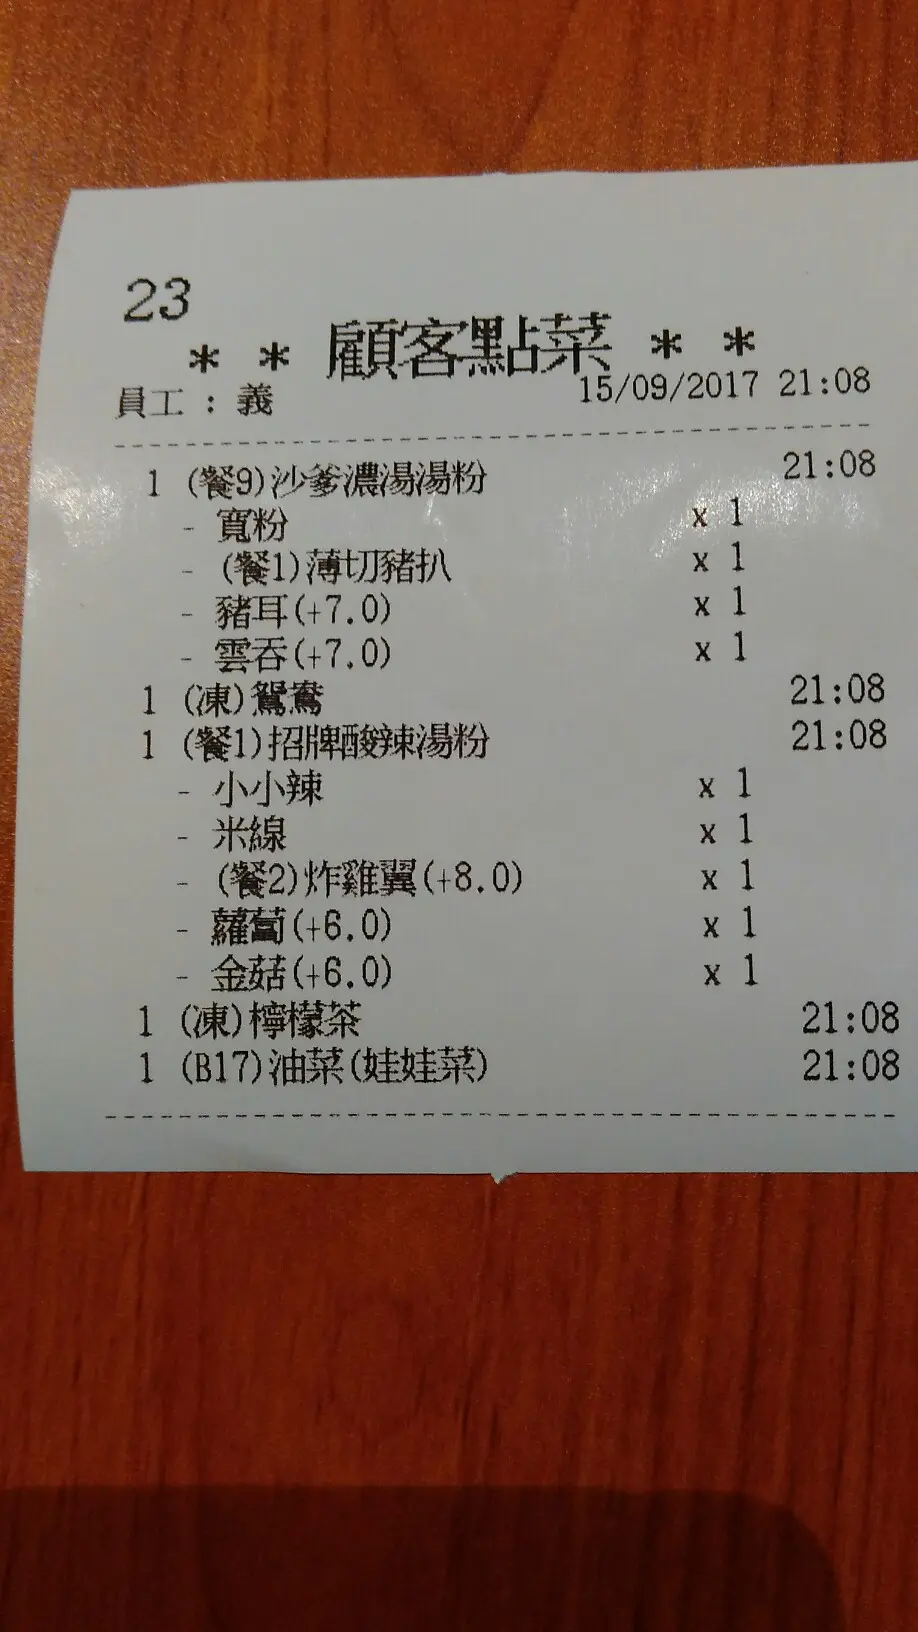 23
* * 顧客點菜 * *
員工 : 義 15/09/2017 21:08
1 (餐9)沙爹濃湯湯粉 21:08
- 寬粉 x 1
- (餐1)薄切豬扒 x 1
- 豬耳(+7.0) x 1
- 雲吞(+7.0) x 1
1 (凍)鴛鴦 21:08
1 (餐1)招牌酸辣湯粉 21:08
- 小小辣 x 1
- 米線 x 1
- (餐2)炸雞翼(+8.0) x 1
- 蘿蔔(+6.0) x 1
- 金菇(+6.0) x 1
1 (凍)檸檬茶 21:08
1 (B17)油菜(娃娃菜) 21:08